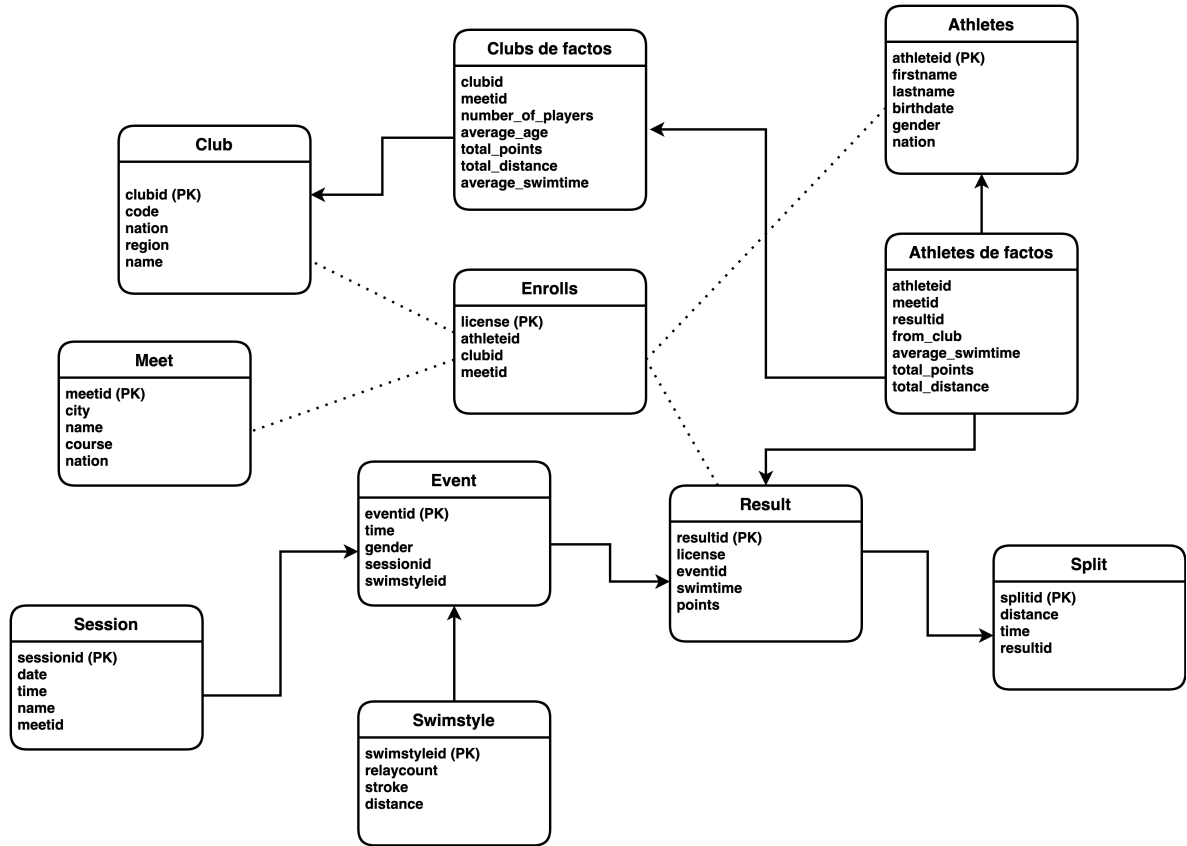 Athletes
athleteid (PK)
firstname
lastname
birthdate
gender
nation
Clubs de factos
clubid
meetid
number_of_players
average_age
total_points
total_distance
average_swimtime
Club
clubid (PK)
code
nation
region
name
Athletes de factos
athleteid
meetid
resultid
from_club
average_swimtime
total_points
total_distance
Enrolls
license (PK)
athleteid
clubid
meetid
Meet
meetid (PK)
city
name
course
nation
Event
eventid (PK)
time
gender
sessionid
swimstyleid
Result
resultid (PK)
license
eventid
swimtime
points
Split
splitid (PK)
distance
time
resultid
Session
sessionid (PK)
date
time
name
meetid
Swimstyle
swimstyleid (PK)
relaycount
stroke
distance